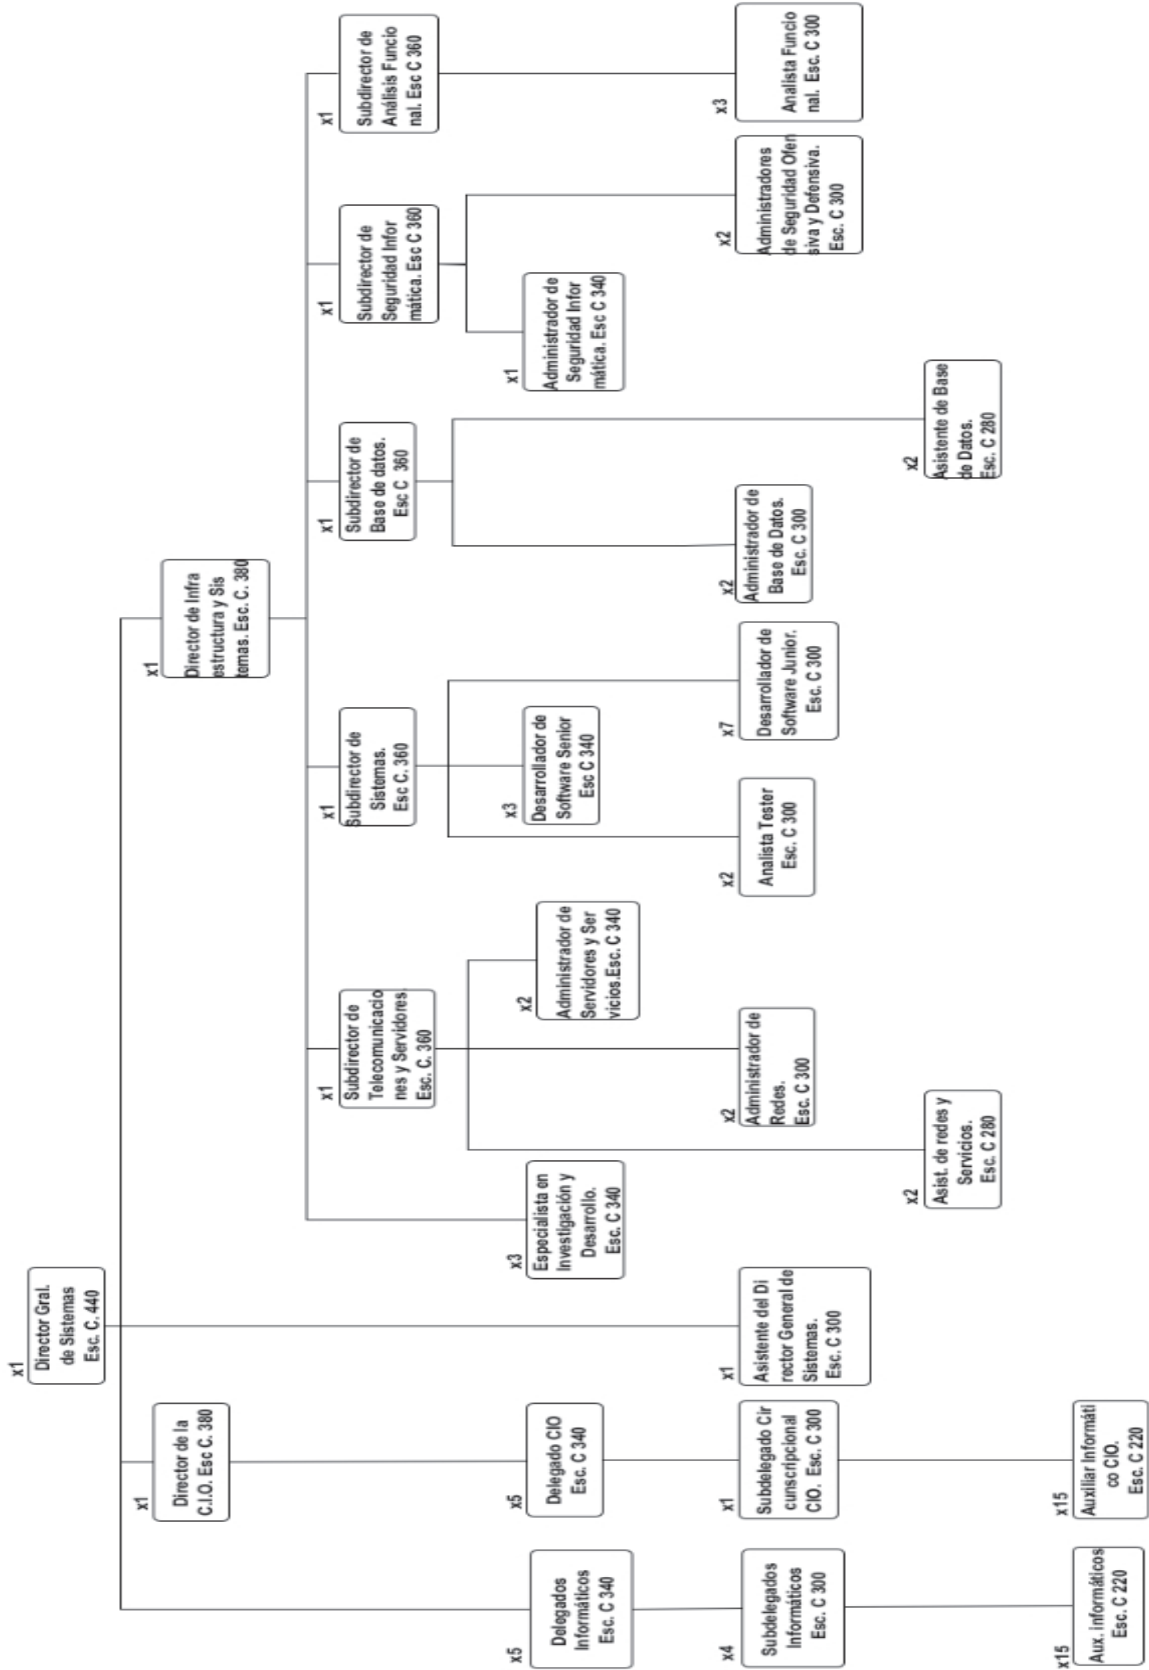 x1
Director Gral.
de Sistemas
Esc. C. 440
x1
Director de la
C.I.O. Esc C. 380
x1
Director de Infra
estructura y Sis
temas. Esc. C. 380
x1
Subdirector de
Telecomunicacio
nes y Servidores.
Esc. C. 360
x1
Subdirector de
Sistemas.
Esc C. 360
x1
Subdirector de
Base de datos.
Esc C 360
x1
Subdirector de
Seguridad Infor
mática. Esc C 360
x1
Subdirector de
Análisis Funcio
nal. Esc C 360
x5
Delegados
Informáticos
Esc. C 340
x5
Delegado CIO
Esc. C 340
x3
Especialista en
Investigación y
Desarrollo.
Esc. C 340
x2
Administrador de
Servidores y Ser
vicios.Esc. C 340
x3
Desarrollador de
Software Senior
Esc C 340
x1
Administrador de
Seguridad Infor
mática. Esc C 340
x4
Subdelegados
Informáticos
Esc. C 300
x1
Subdelegado Cir
cunscripcional
CIO. Esc. C 300
x1
Asistente del Di
rector General de
Sistemas.
Esc. C 300
x2
Administrador de
Redes.
Esc. C 300
x2
Analista Tester
Esc. C 300
x7
Desarrollador de
Software Junior.
Esc. C 300
x2
Administrador de
Base de Datos.
Esc. C 300
x2
Administradores
de Seguridad Ofen
siva y Defensiva.
Esc. C 300
x3
Analista Funcio
nal. Esc. C 300
x2
Asist. de redes y
Servicios.
Esc. C 280
x2
Asistente de Base
de Datos.
Esc. C 280
x15
Aux. informáticos
Esc. C 220
x15
Auxiliar Informáti
co CIO.
Esc. C 220